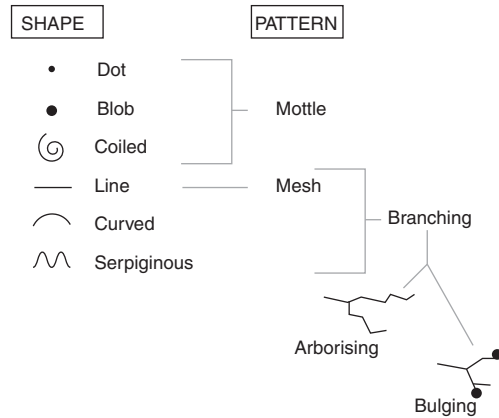 SHAPE PATTERN
Dot
Blob
Mottle
Coiled
Line
Mesh
Curved
Branching
Serpiginous
Arborising
Bulging